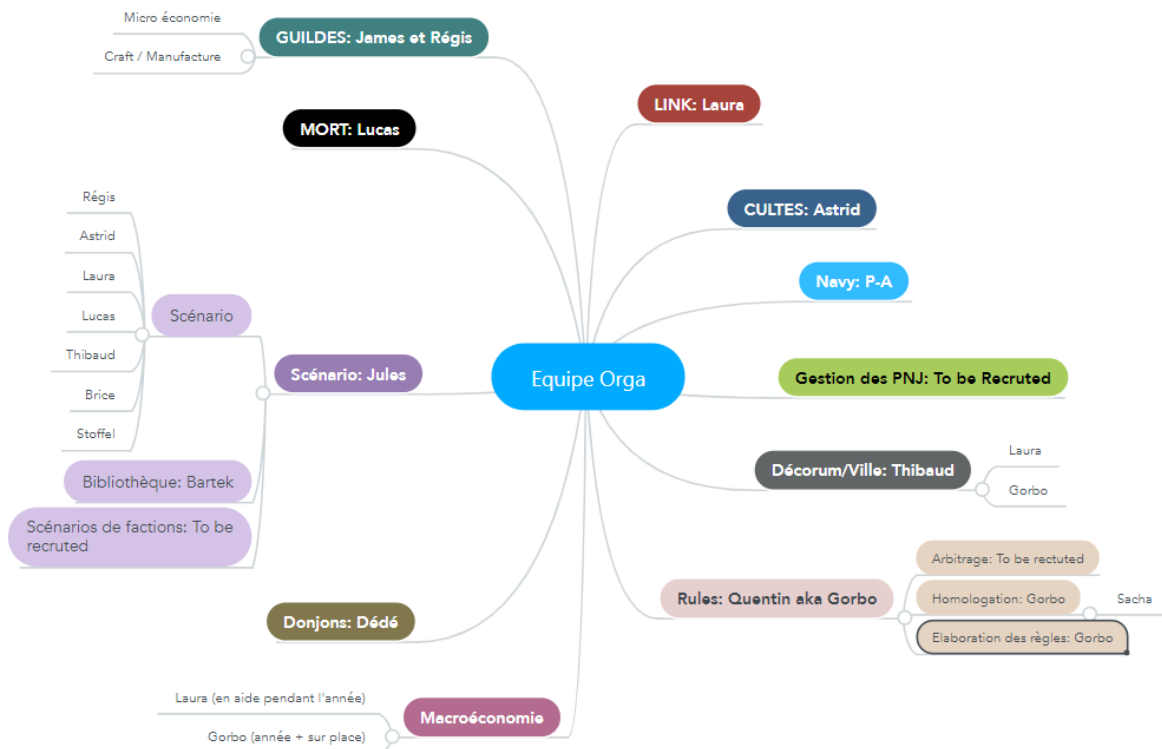 Micro économie
Craft / Manufacture
GUILDES: James et Régis
MORT: Lucas
Régis
Astrid
Laura
Lucas
Thibaud
Brice
Stoffel
Scénario
Bibliothèque: Bartek
Scénarios de factions: To be
recruted
Scénario: Jules
Donjons: Dédé
Laura (en aide pendant l'année)
Gorbo (année + sur place)
Macroéconomie
Equipe Orga
LINK: Laura
CULTES: Astrid
Navy: P-A
Gestion des PNJ: To be Recruted
Décorum/Ville: Thibaud
Laura
Gorbo
Rules: Quentin aka Gorbo
Arbitrage: To be rectuted
Homologation: Gorbo
Sacha
Elaboration des règles: Gorbo